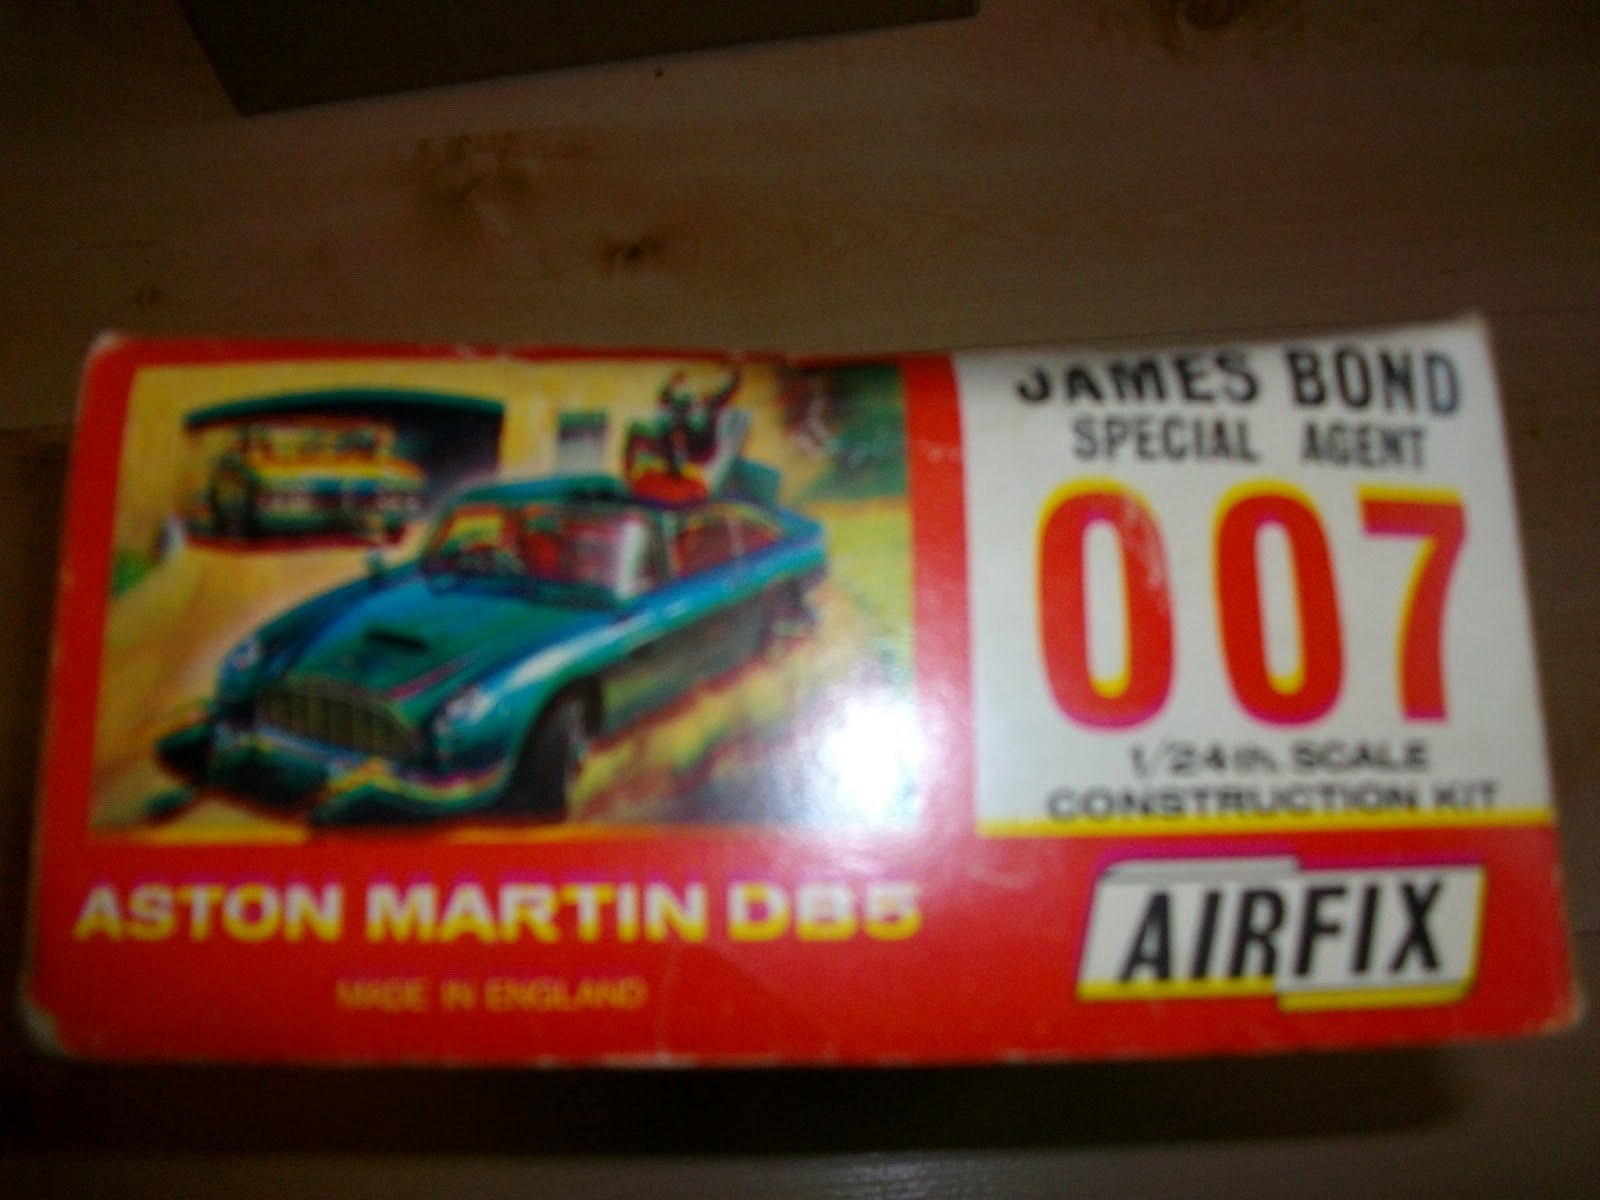 JAMES BOND
SPECIAL AGENT
007
1/24th SCALE
CONSTRUCTION KIT
ASTON MARTIN DB5
MADE IN ENGLAND
AIRFIX